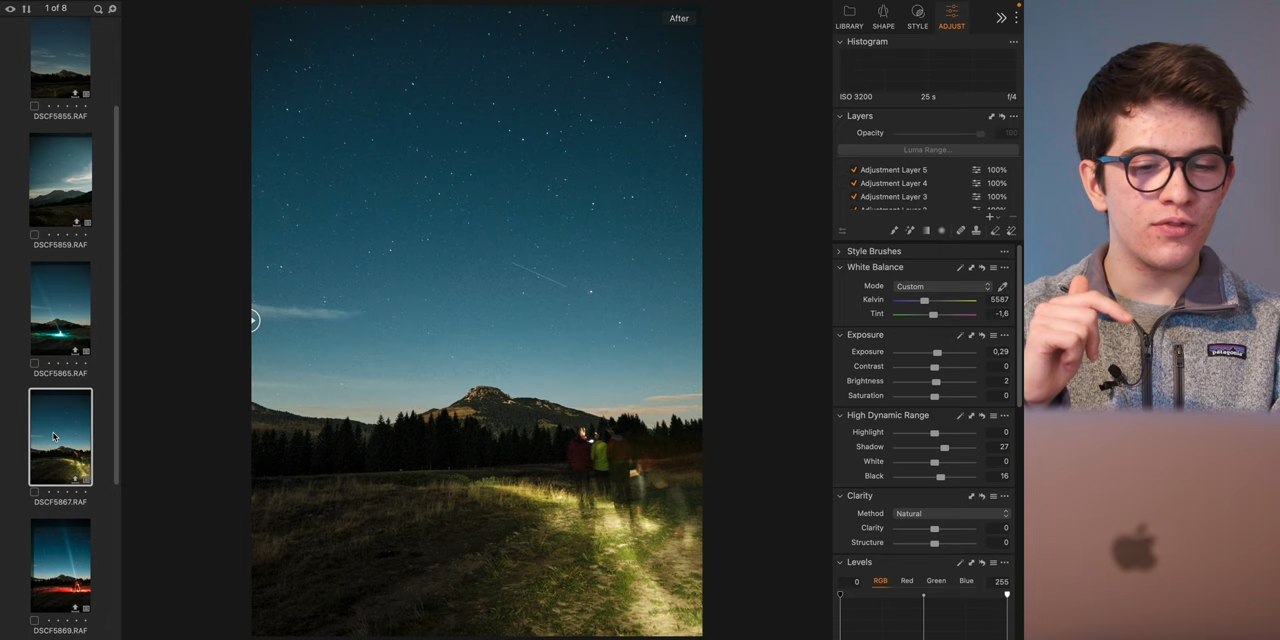 1 of 8
DSCF5855.RAF
DSCF5859.RAF
DSCF5865.RAF
DSCF5867.RAF
DSCF5869.RAF
After
LIBRARY SHAPE STYLE ADJUST
Histogram
ISO 3200 25 s f/4
Layers
Opacity 100
Luma Range...
Adjustment Layer 5 100%
Adjustment Layer 4 100%
Adjustment Layer 3 100%
Style Brushes
White Balance
Mode Custom
Kelvin 5587
Tint -1,6
Exposure
Exposure 0,29
Contrast 0
Brightness 2
Saturation 0
High Dynamic Range
Highlight 0
Shadow 27
White 0
Black 16
Clarity
Method Natural
Clarity 0
Structure 0
Levels
0 RGB Red Green Blue 255
patagonia